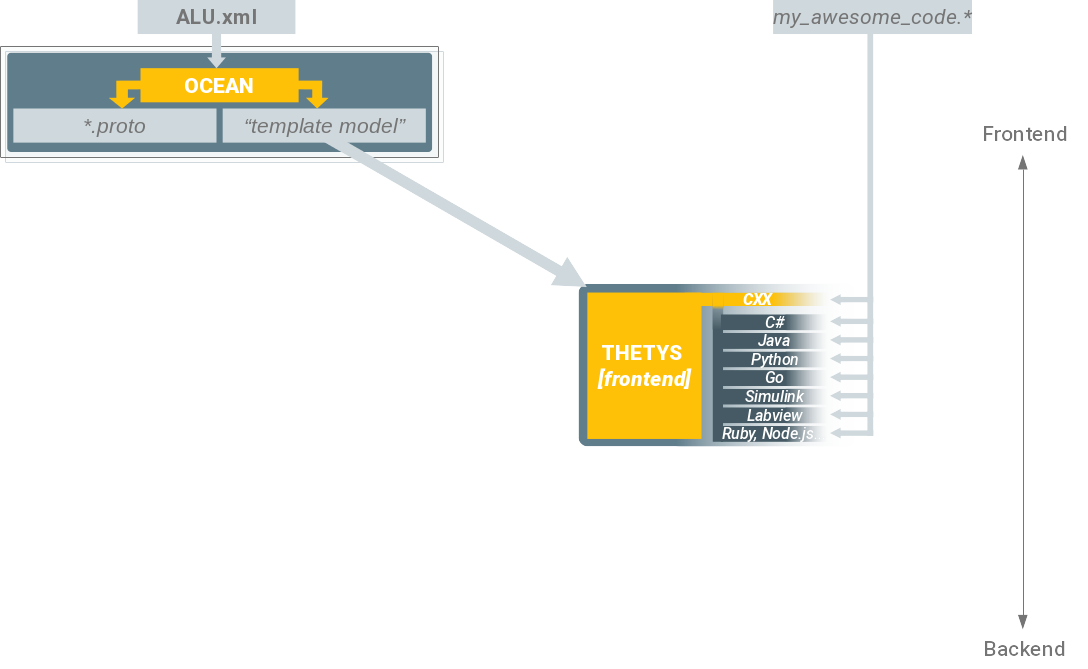 ALU.xml
my_awesome_code.*
OCEAN
*.proto
“template model”
Frontend
CXX
C#
THETYS
Java
Python
[frontend]
Go
Simulink
Labview
Ruby, Node.js.
Backend